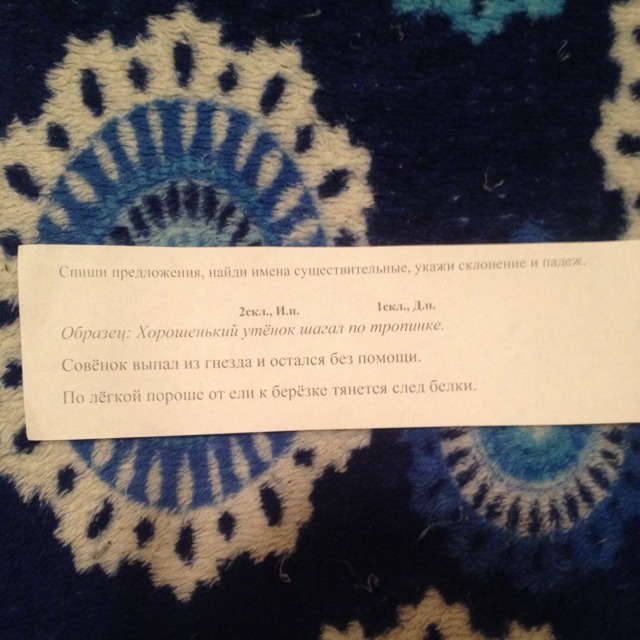 Спиши предложения, найди имена существительные, укажи склонение и падеж.
2скл., И.п. 1скл., Д.п.
Образец: Хорошенький утёнок шагал по тропинке.
Совёнок выпал из гнезда и остался без помощи.
По лёгкой пороше от ели к берёзке тянется след белки.